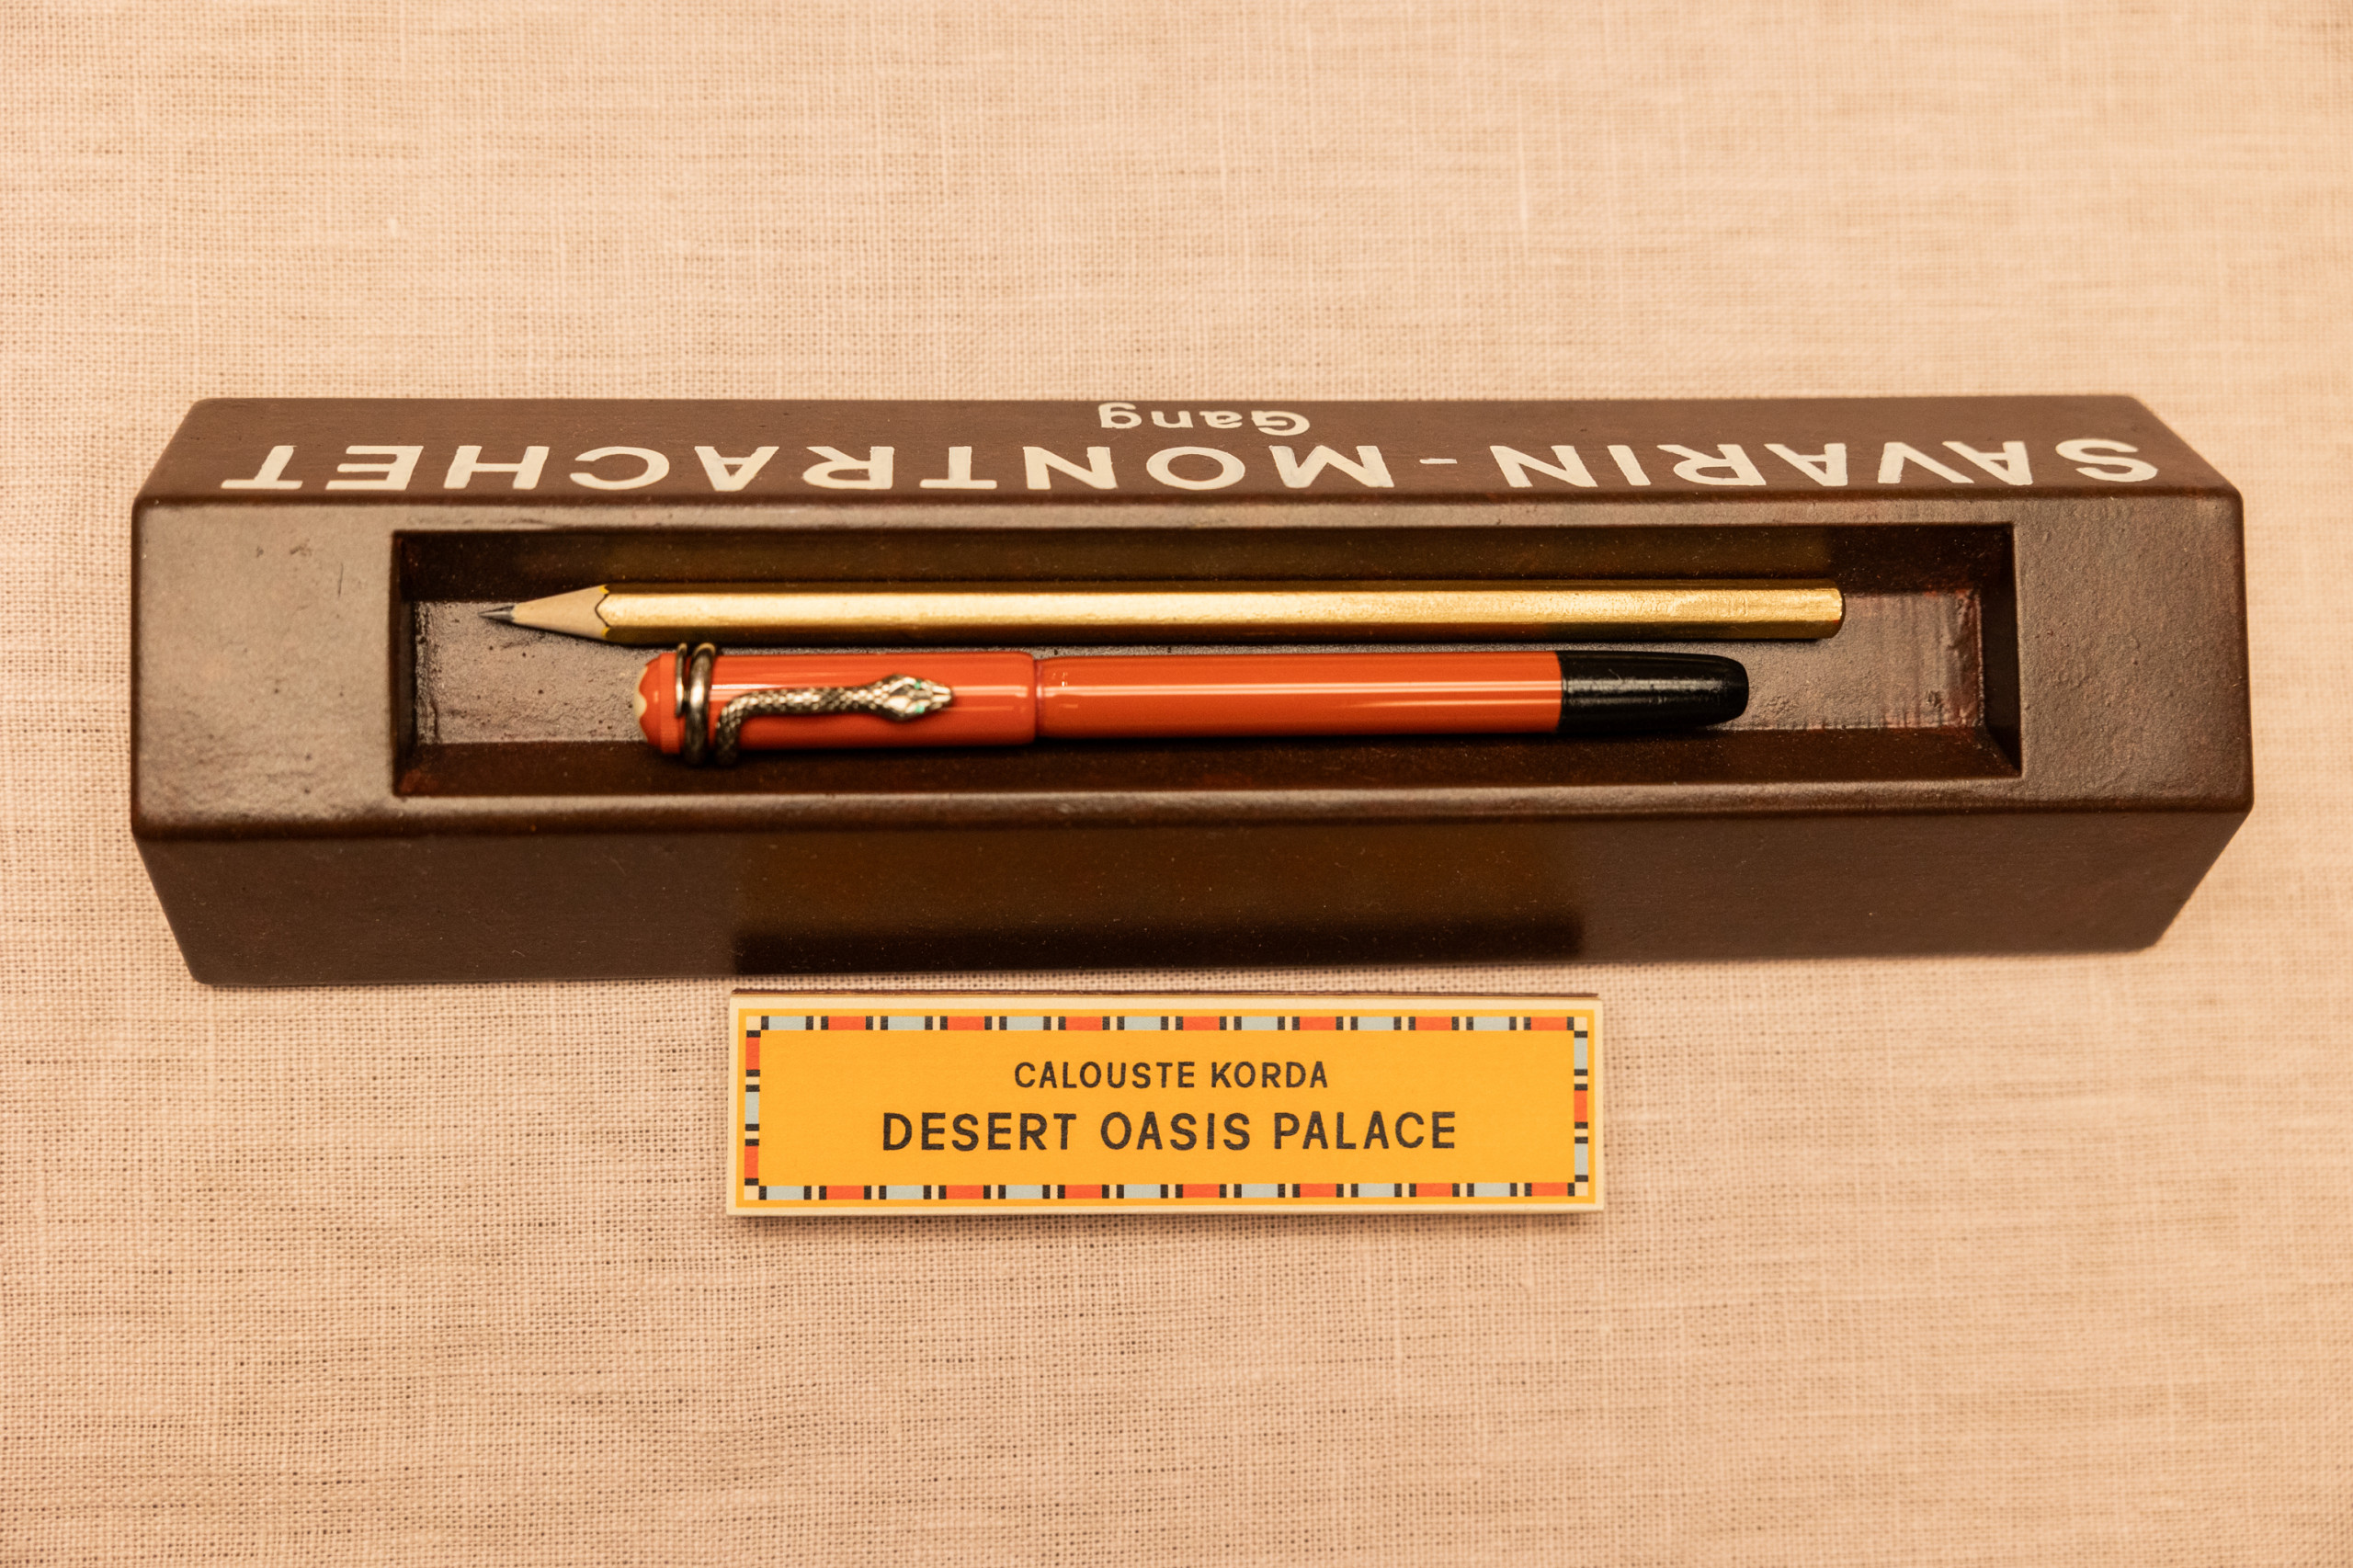 SAVARIN-MONTRACHET
Gang
CALOUSTE KORDA
DESERT OASIS PALACE